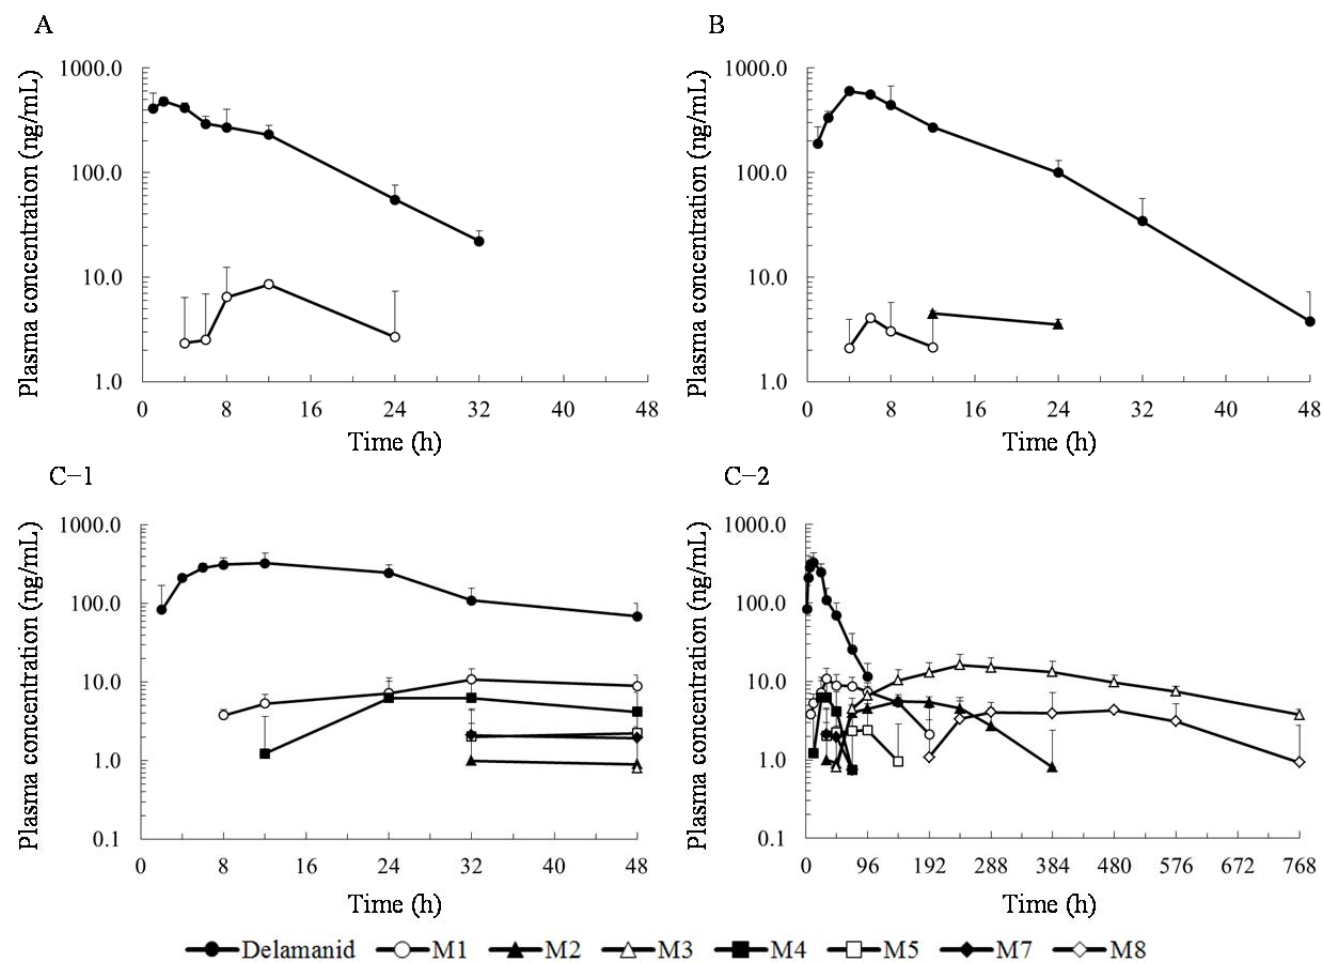 A
Plasma concentration (ng/mL)
1000.0
100.0
10.0
1.0
0 8 16 24 32 40 48
Time (h)
B
Plasma concentration (ng/mL)
1000.0
100.0
10.0
1.0
0 8 16 24 32 40 48
Time (h)
C−1
Plasma concentration (ng/mL)
1000.0
100.0
10.0
1.0
0.1
0 8 16 24 32 40 48
Time (h)
C−2
Plasma concentration (ng/mL)
1000.0
100.0
10.0
1.0
0.1
0 96 192 288 384 480 576 672 768
Time (h)
Delamanid M1 M2 M3 M4 M5 M7 M8